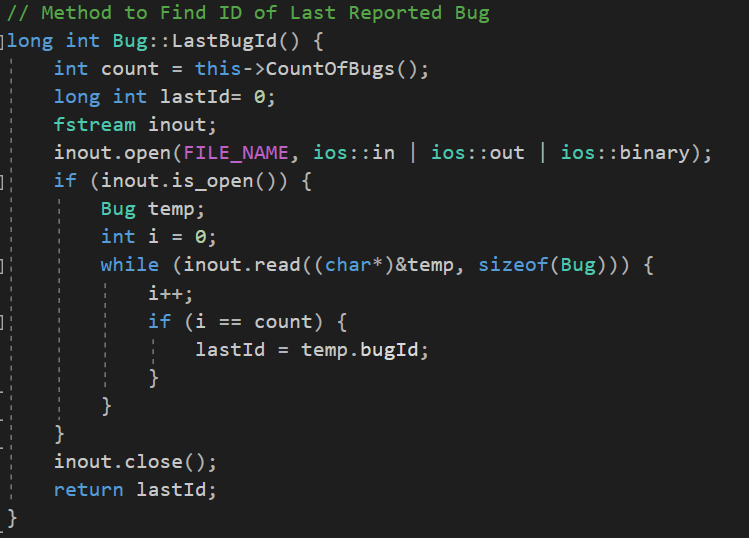 // Method to Find ID of Last Reported Bug
long int Bug::LastBugId() {
    int count = this->CountOfBugs();
    long int lastId= 0;
    fstream inout;
    inout.open(FILE_NAME, ios::in | ios::out | ios::binary);
    if (inout.is_open()) {
        Bug temp;
        int i = 0;
        while (inout.read((char*)&temp, sizeof(Bug))) {
            i++;
            if (i == count) {
                lastId = temp.bugId;
            }
        }
    }
    inout.close();
    return lastId;
}